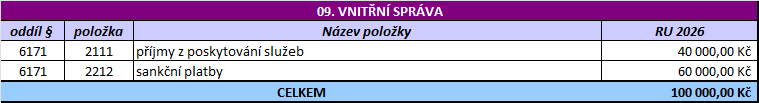 09. VNITŘNÍ SPRÁVA
oddíl § položka Název položky RU 2026
6171 2111 příjmy z poskytování služeb 40 000,00 Kč
6171 2212 sankční platby 60 000,00 Kč
CELKEM 100 000,00 Kč